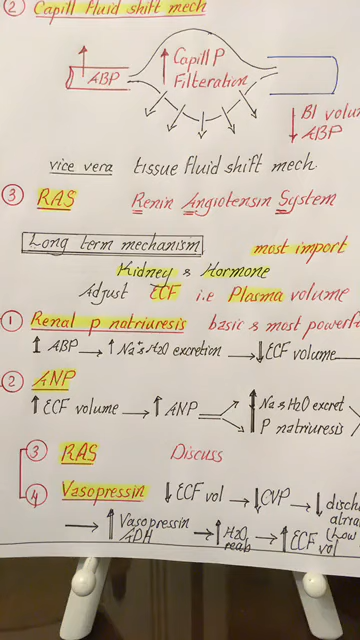 ② Capill fluid shift mech
↑ ABP
↑ Capill P
Filteration
↓ Bl volu
ABP
vice vera tissue fluid shift mech.
③ RAS Renin Angiotensin System
Long term mechanism most import
Kidney & Hormone
Adjust ECF i.e Plasma volume
① Renal p natriuresis basic & most powerf
↑ ABP → ↑ Na⁺& H2O excretion → ↓ ECF volume
② ANP
↑ ECF volume → ↑ ANP ↑ Na & H2O excret
P natriuresis
③ RAS Discuss
④ Vasopressin ↓ ECF vol → ↓ CVP → ↓ disch
atria
(Low
→ ↑ Vasopressin ADH → ↑ H2O reab → ↑ ECF vol